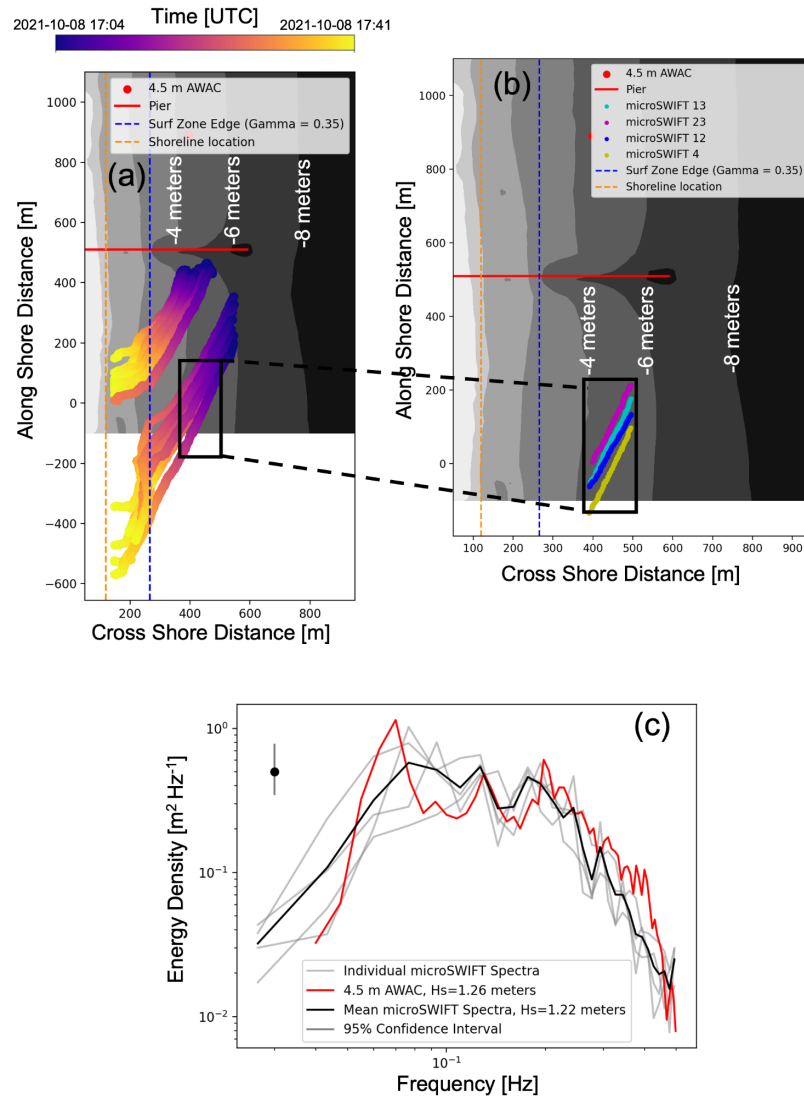 Time [UTC]
2021-10-08 17:04
2021-10-08 17:41
(a)
4.5 m AWAC
Pier
Surf Zone Edge (Gamma = 0.35)
Shoreline location
-4 meters
-6 meters
-8 meters
Along Shore Distance [m]
1000
800
600
400
200
0
−200
−400
−600
200
400
600
800
Cross Shore Distance [m]
(b)
4.5 m AWAC
Pier
microSWIFT 13
microSWIFT 23
microSWIFT 12
microSWIFT 4
Surf Zone Edge (Gamma = 0.35)
Shoreline location
-4 meters
-6 meters
-8 meters
Along Shore Distance [m]
1000
800
600
400
200
0
100
200
300
400
500
600
700
800
900
Cross Shore Distance [m]
(c)
Energy Density [m² Hz⁻¹]
10⁰
10⁻¹
10⁻²
Individual microSWIFT Spectra
4.5 m AWAC, Hs=1.26 meters
Mean microSWIFT Spectra, Hs=1.22 meters
95% Confidence Interval
10⁻¹
Frequency [Hz]